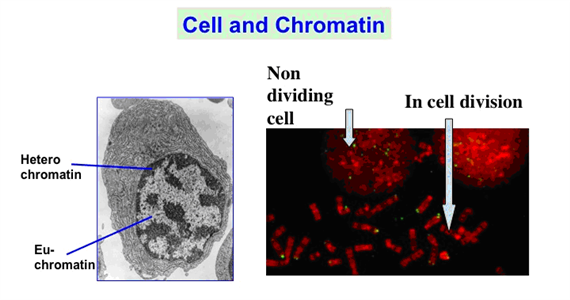 Cell and Chromatin
Non
dividing
cell
In cell division
Hetero
chromatin
Eu-
chromatin